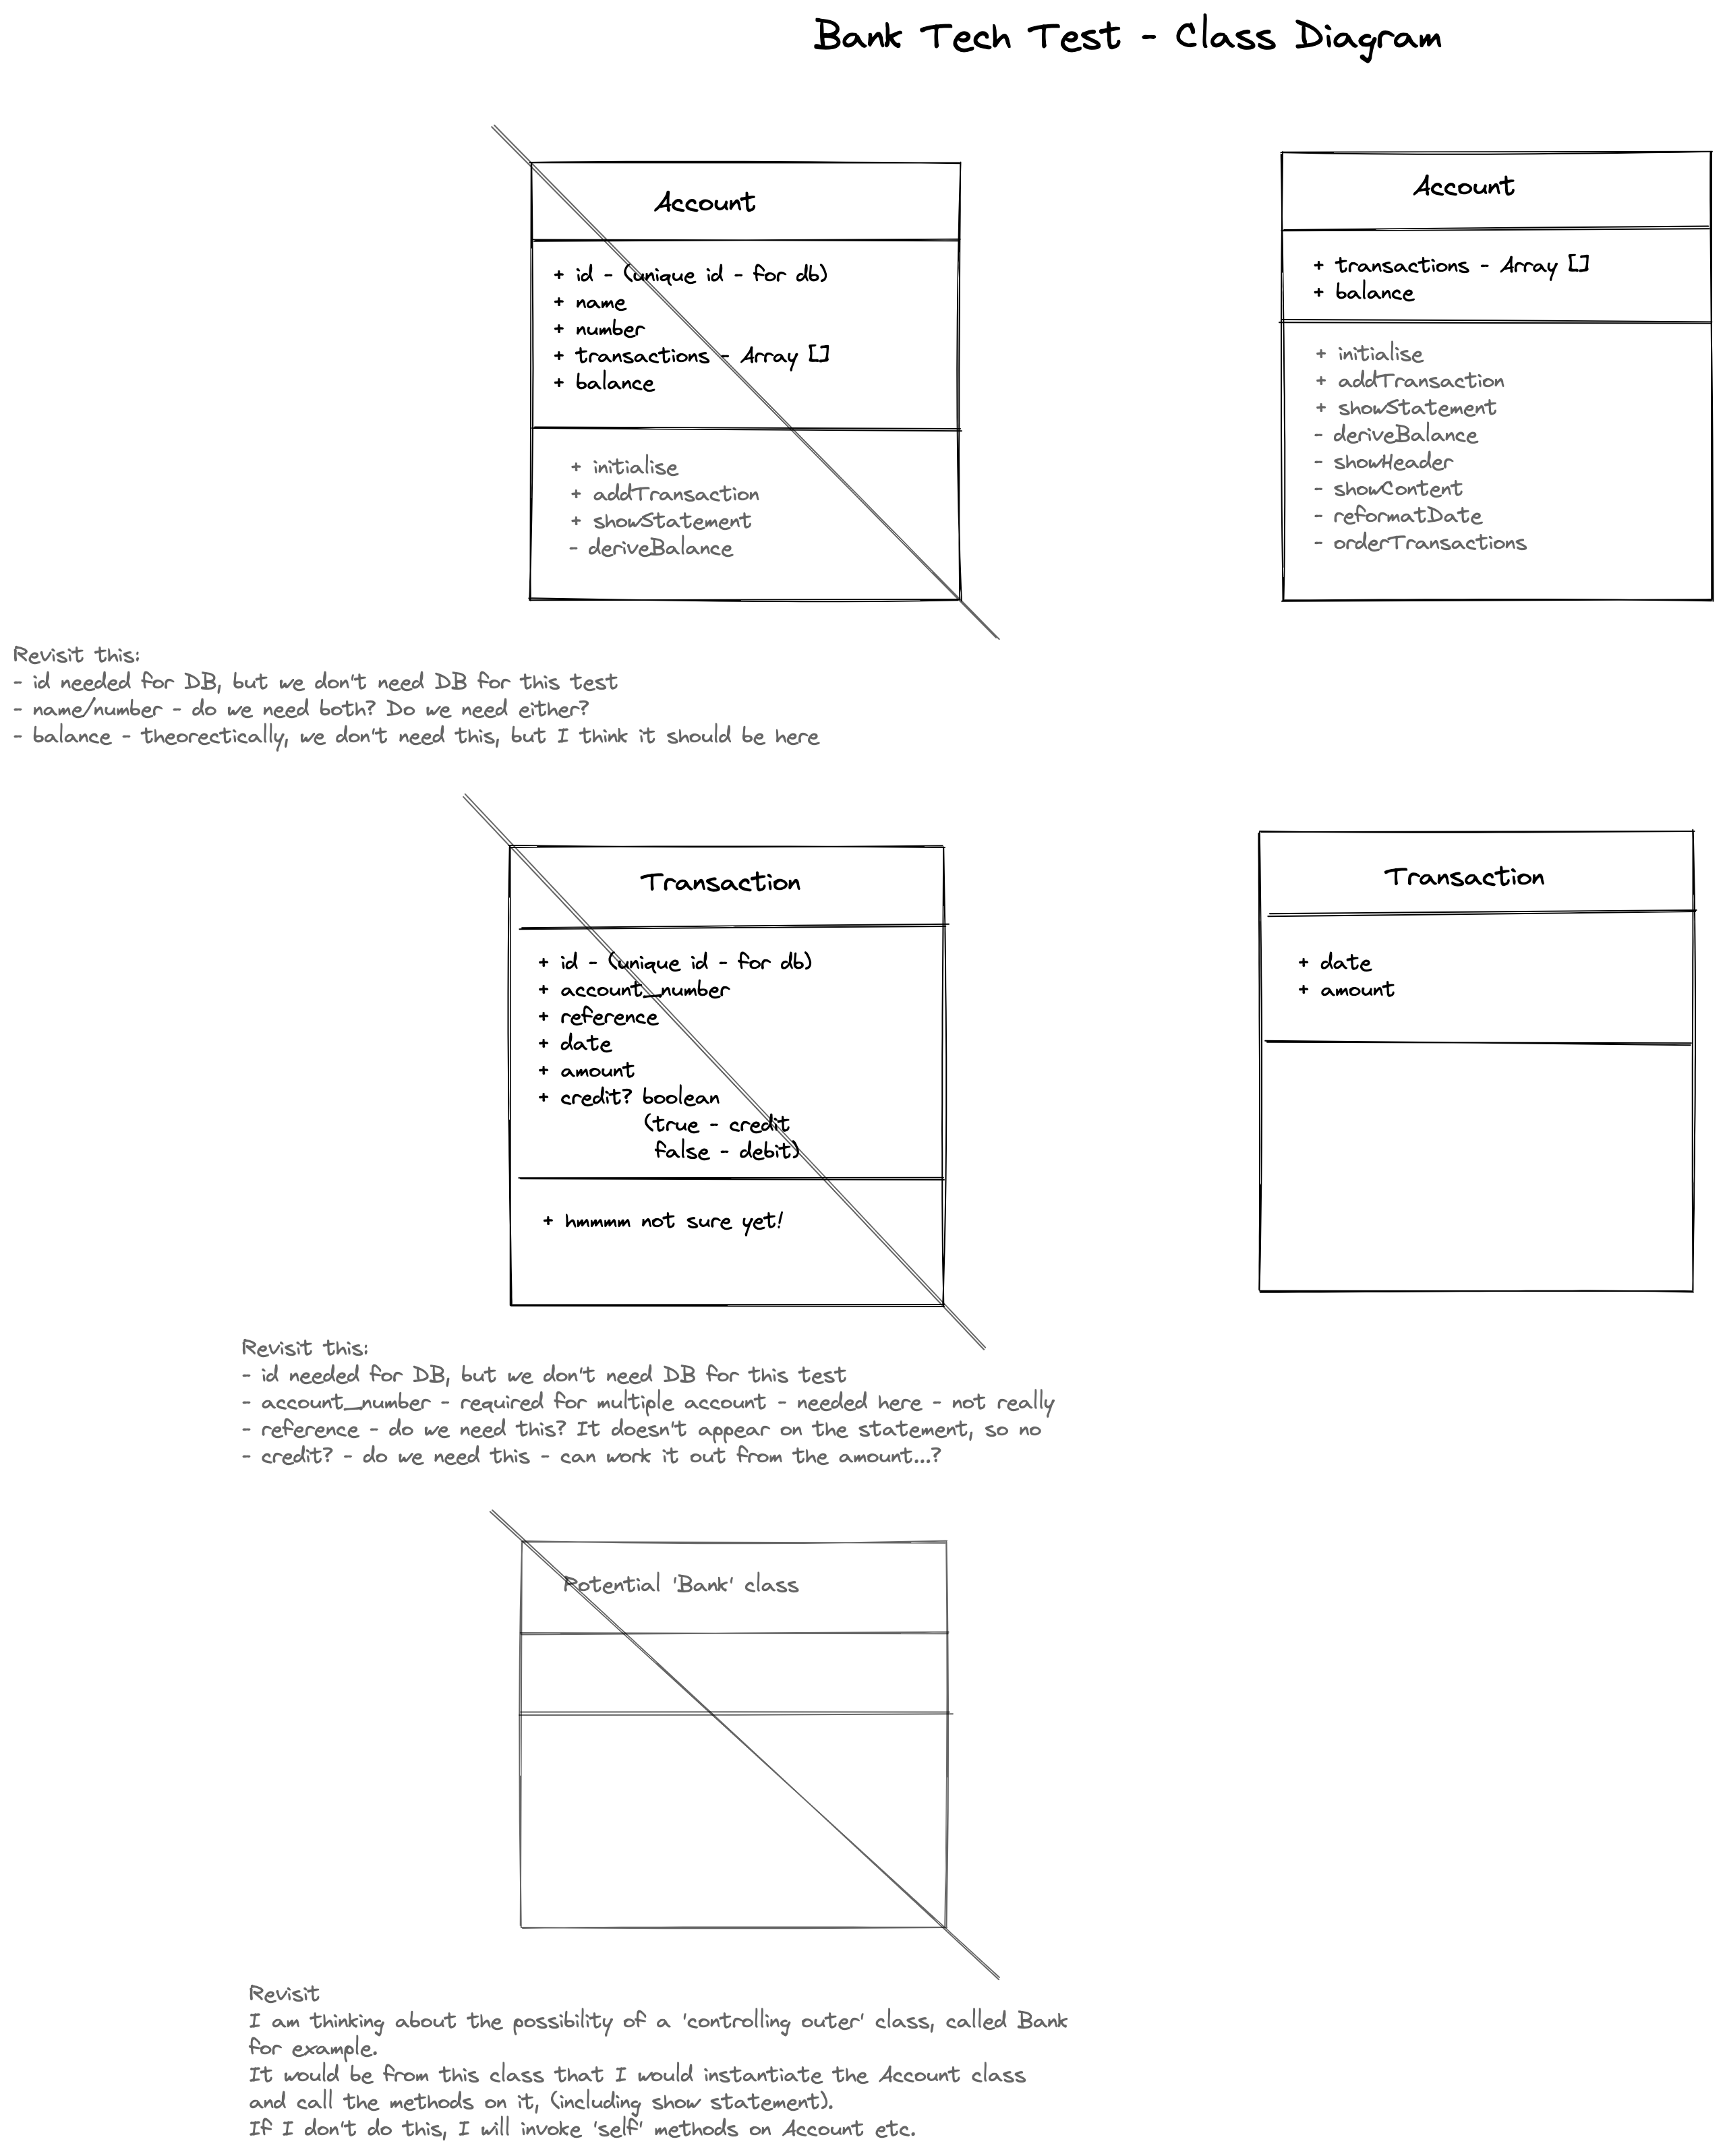 Bank Tech Test - Class Diagram
Account
+ id - (unique id - for db)
+ name
+ number
+ transactions - Array []
+ balance
+ initialise
+ addTransaction
+ showStatement
- deriveBalance
Account
+ transactions - Array []
+ balance
+ initialise
+ addTransaction
+ showStatement
- deriveBalance
- showHeader
- showContent
- reformatDate
- orderTransactions
Revisit this:
- id needed for DB, but we don't need DB for this test
- name/number - do we need both? Do we need either?
- balance - theorectically, we don't need this, but I think it should be here
Transaction
+ id - (unique id - for db)
+ account_number
+ reference
+ date
+ amount
+ credit? boolean
(true - credit
false - debit)
+ hmmmm not sure yet!
Transaction
+ date
+ amount
Revisit this:
- id needed for DB, but we don't need DB for this test
- account_number - required for multiple account - needed here - not really
- reference - do we need this? It doesn't appear on the statement, so no
- credit? - do we need this - can work it out from the amount...?
Potential 'Bank' class
Revisit
I am thinking about the possibility of a 'controlling outer' class, called Bank
for example.
It would be from this class that I would instantiate the Account class
and call the methods on it, (including show statement).
If I don't do this, I will invoke 'self' methods on Account etc.